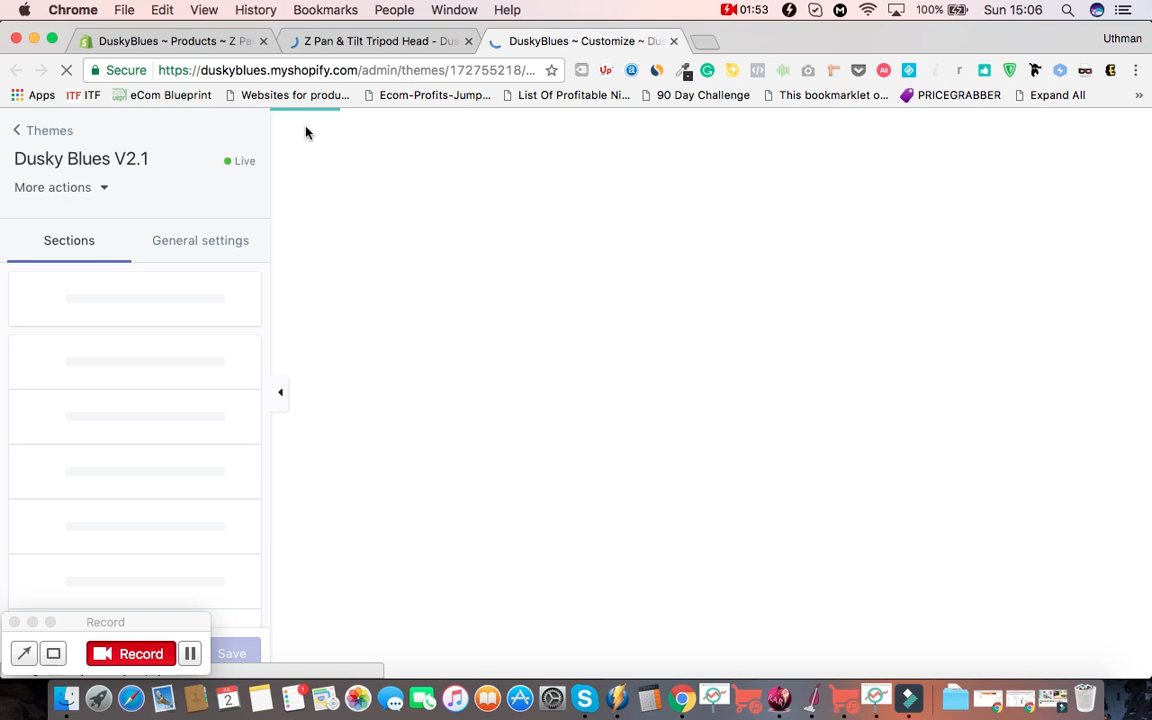 Chrome File Edit View History Bookmarks People Window Help 01:53 100% Sun 15:06
DuskyBlues ~ Products ~ Z Pa Z Pan & Tilt Tripod Head - Dus DuskyBlues ~ Customize ~ Dus Uthman
Secure https://duskyblues.myshopify.com/admin/themes/172755218/...
Apps ITF ITF eCom Blueprint Websites for produ... Ecom-Profits-Jump... List Of Profitable Ni... 90 Day Challenge This bookmarklet o... PRICEGRABBER Expand All »
Themes
Dusky Blues V2.1 Live
More actions
Sections General settings
Record
Record Save